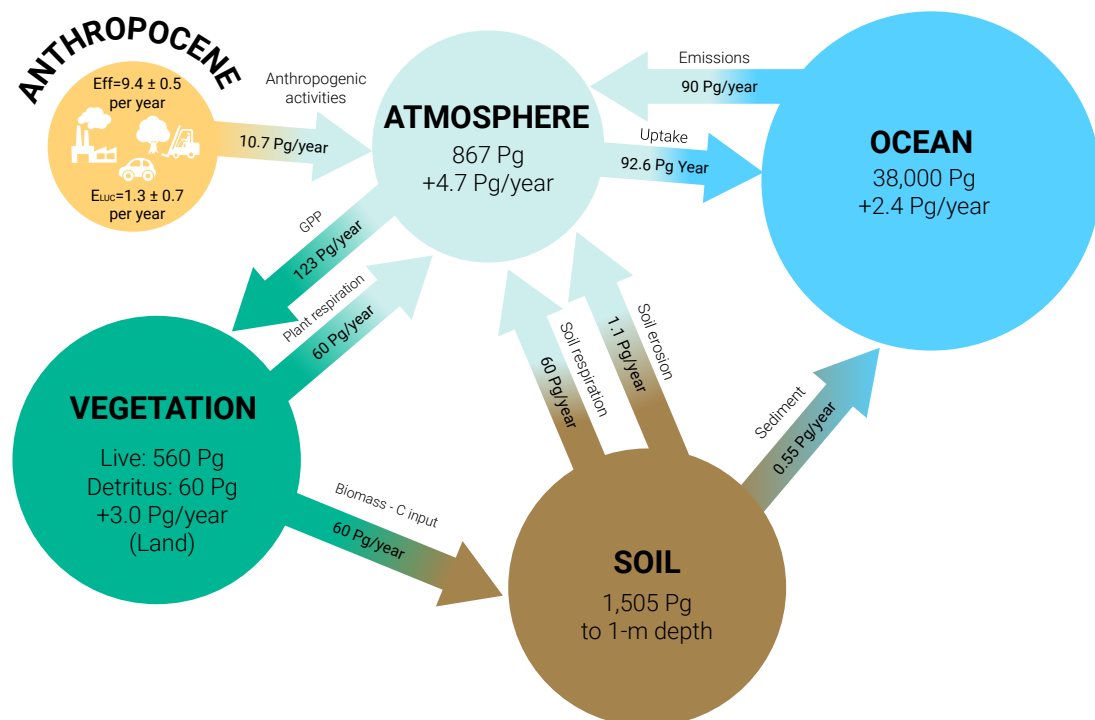 ANTHROPOCENE
Eff=9.4 ± 0.5
per year
ELUC=1.3 ± 0.7
per year
Anthropogenic
activities
10.7 Pg/year
ATMOSPHERE
867 Pg
+4.7 Pg/year
Emissions
90 Pg/year
Uptake
92.6 Pg Year
OCEAN
38,000 Pg
+2.4 Pg/year
GPP
123 Pg/year
Plant respiration
60 Pg/year
Soil respiration
60 Pg/year
Soil erosion
1.1 Pg/year
Sediment
0.55 Pg/year
VEGETATION
Live: 560 Pg
Detritus: 60 Pg
+3.0 Pg/year
(Land)
Biomass - C input
60 Pg/year
SOIL
1,505 Pg
to 1-m depth